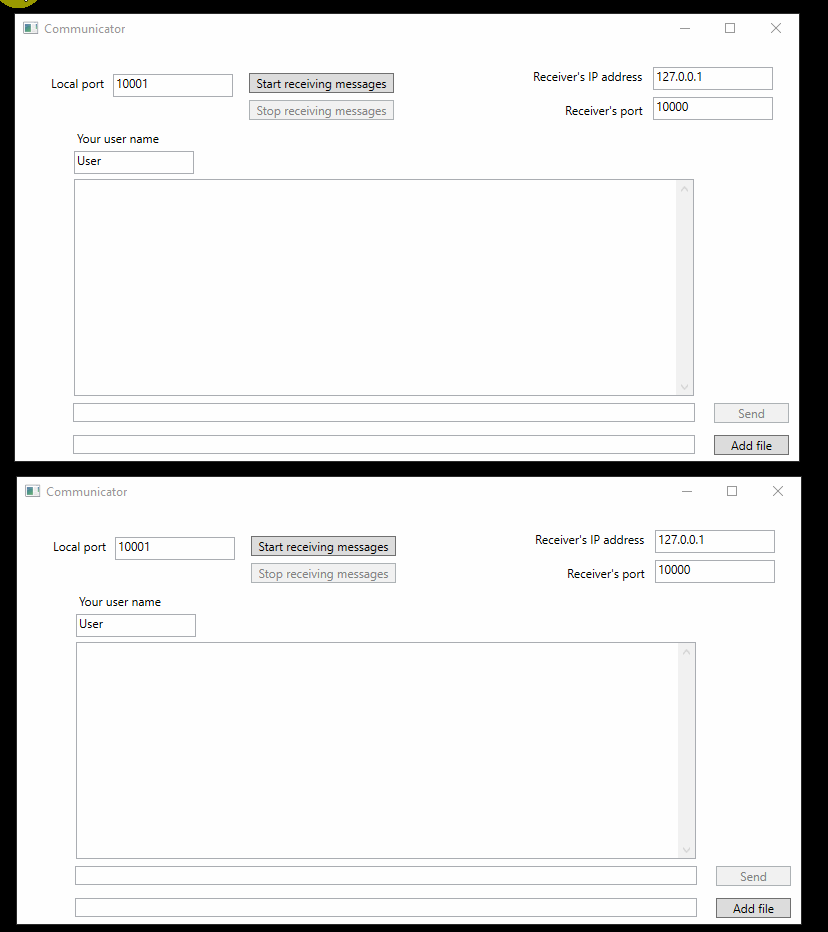 Communicator
Local port 10001 Start receiving messages Receiver's IP address 127.0.0.1
Stop receiving messages Receiver's port 10000
Your user name
User
Send
Add file
Communicator
Local port 10001 Start receiving messages Receiver's IP address 127.0.0.1
Stop receiving messages Receiver's port 10000
Your user name
User
Send
Add file